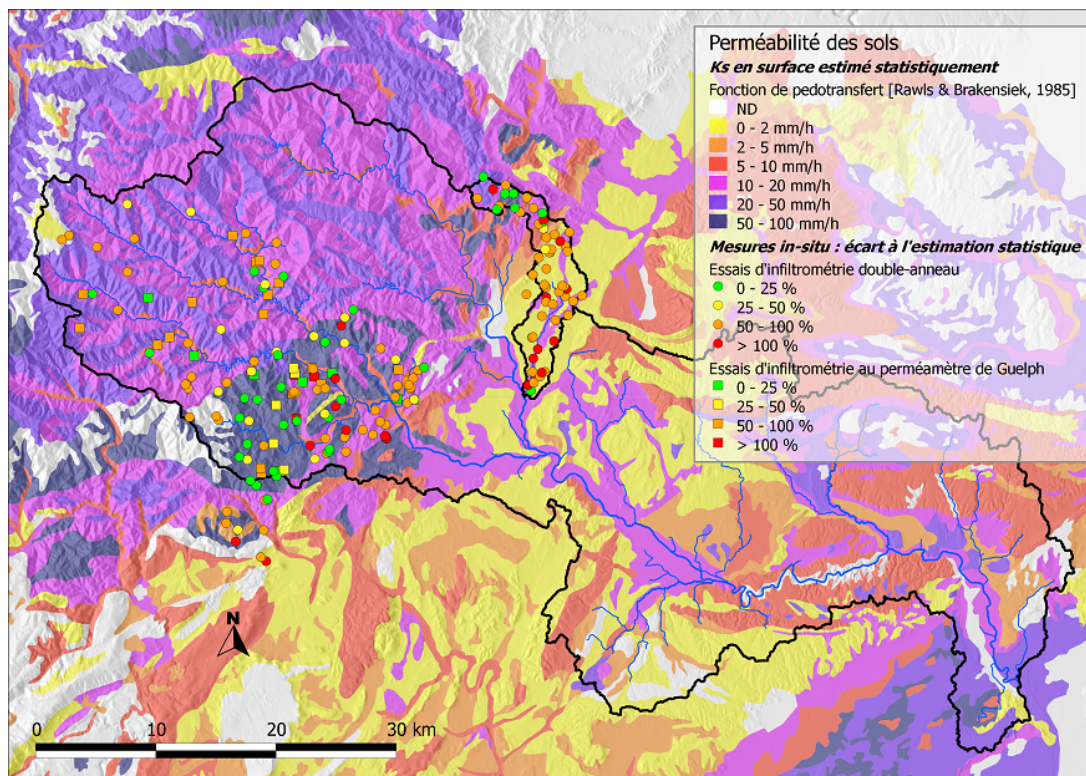 Perméabilité des sols
Ks en surface estimé statistiquement
Fonction de pedotransfert [Rawls & Brakensiek, 1985]
ND
0 - 2 mm/h
2 - 5 mm/h
5 - 10 mm/h
10 - 20 mm/h
20 - 50 mm/h
50 - 100 mm/h
Mesures in-situ : écart à l'estimation statistique
Essais d'infiltrométrie double-anneau
0 - 25 %
25 - 50 %
50 - 100 %
> 100 %
Essais d'infiltrométrie au perméamètre de Guelph
0 - 25 %
25 - 50 %
50 - 100 %
> 100 %
N
0 10 20 30 km